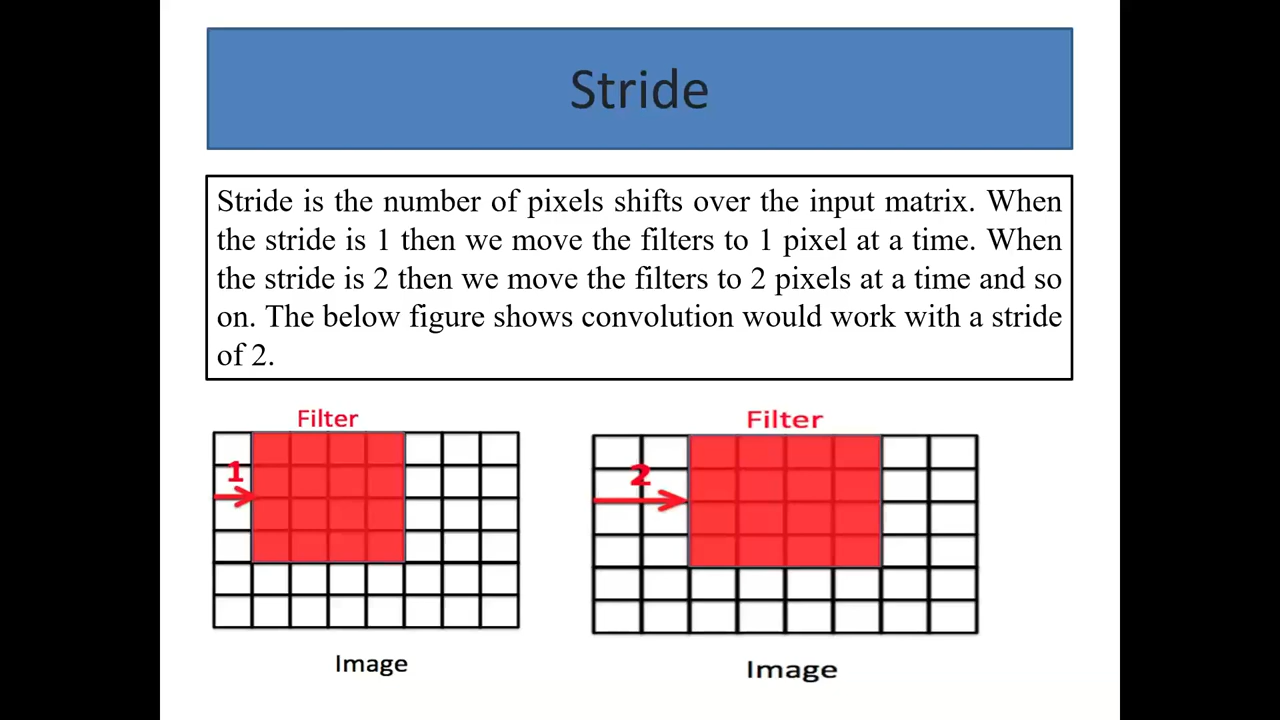 Stride
Stride is the number of pixels shifts over the input matrix. When
the stride is 1 then we move the filters to 1 pixel at a time. When
the stride is 2 then we move the filters to 2 pixels at a time and so
on. The below figure shows convolution would work with a stride
of 2.
Filter
1
Image
Filter
2
Image